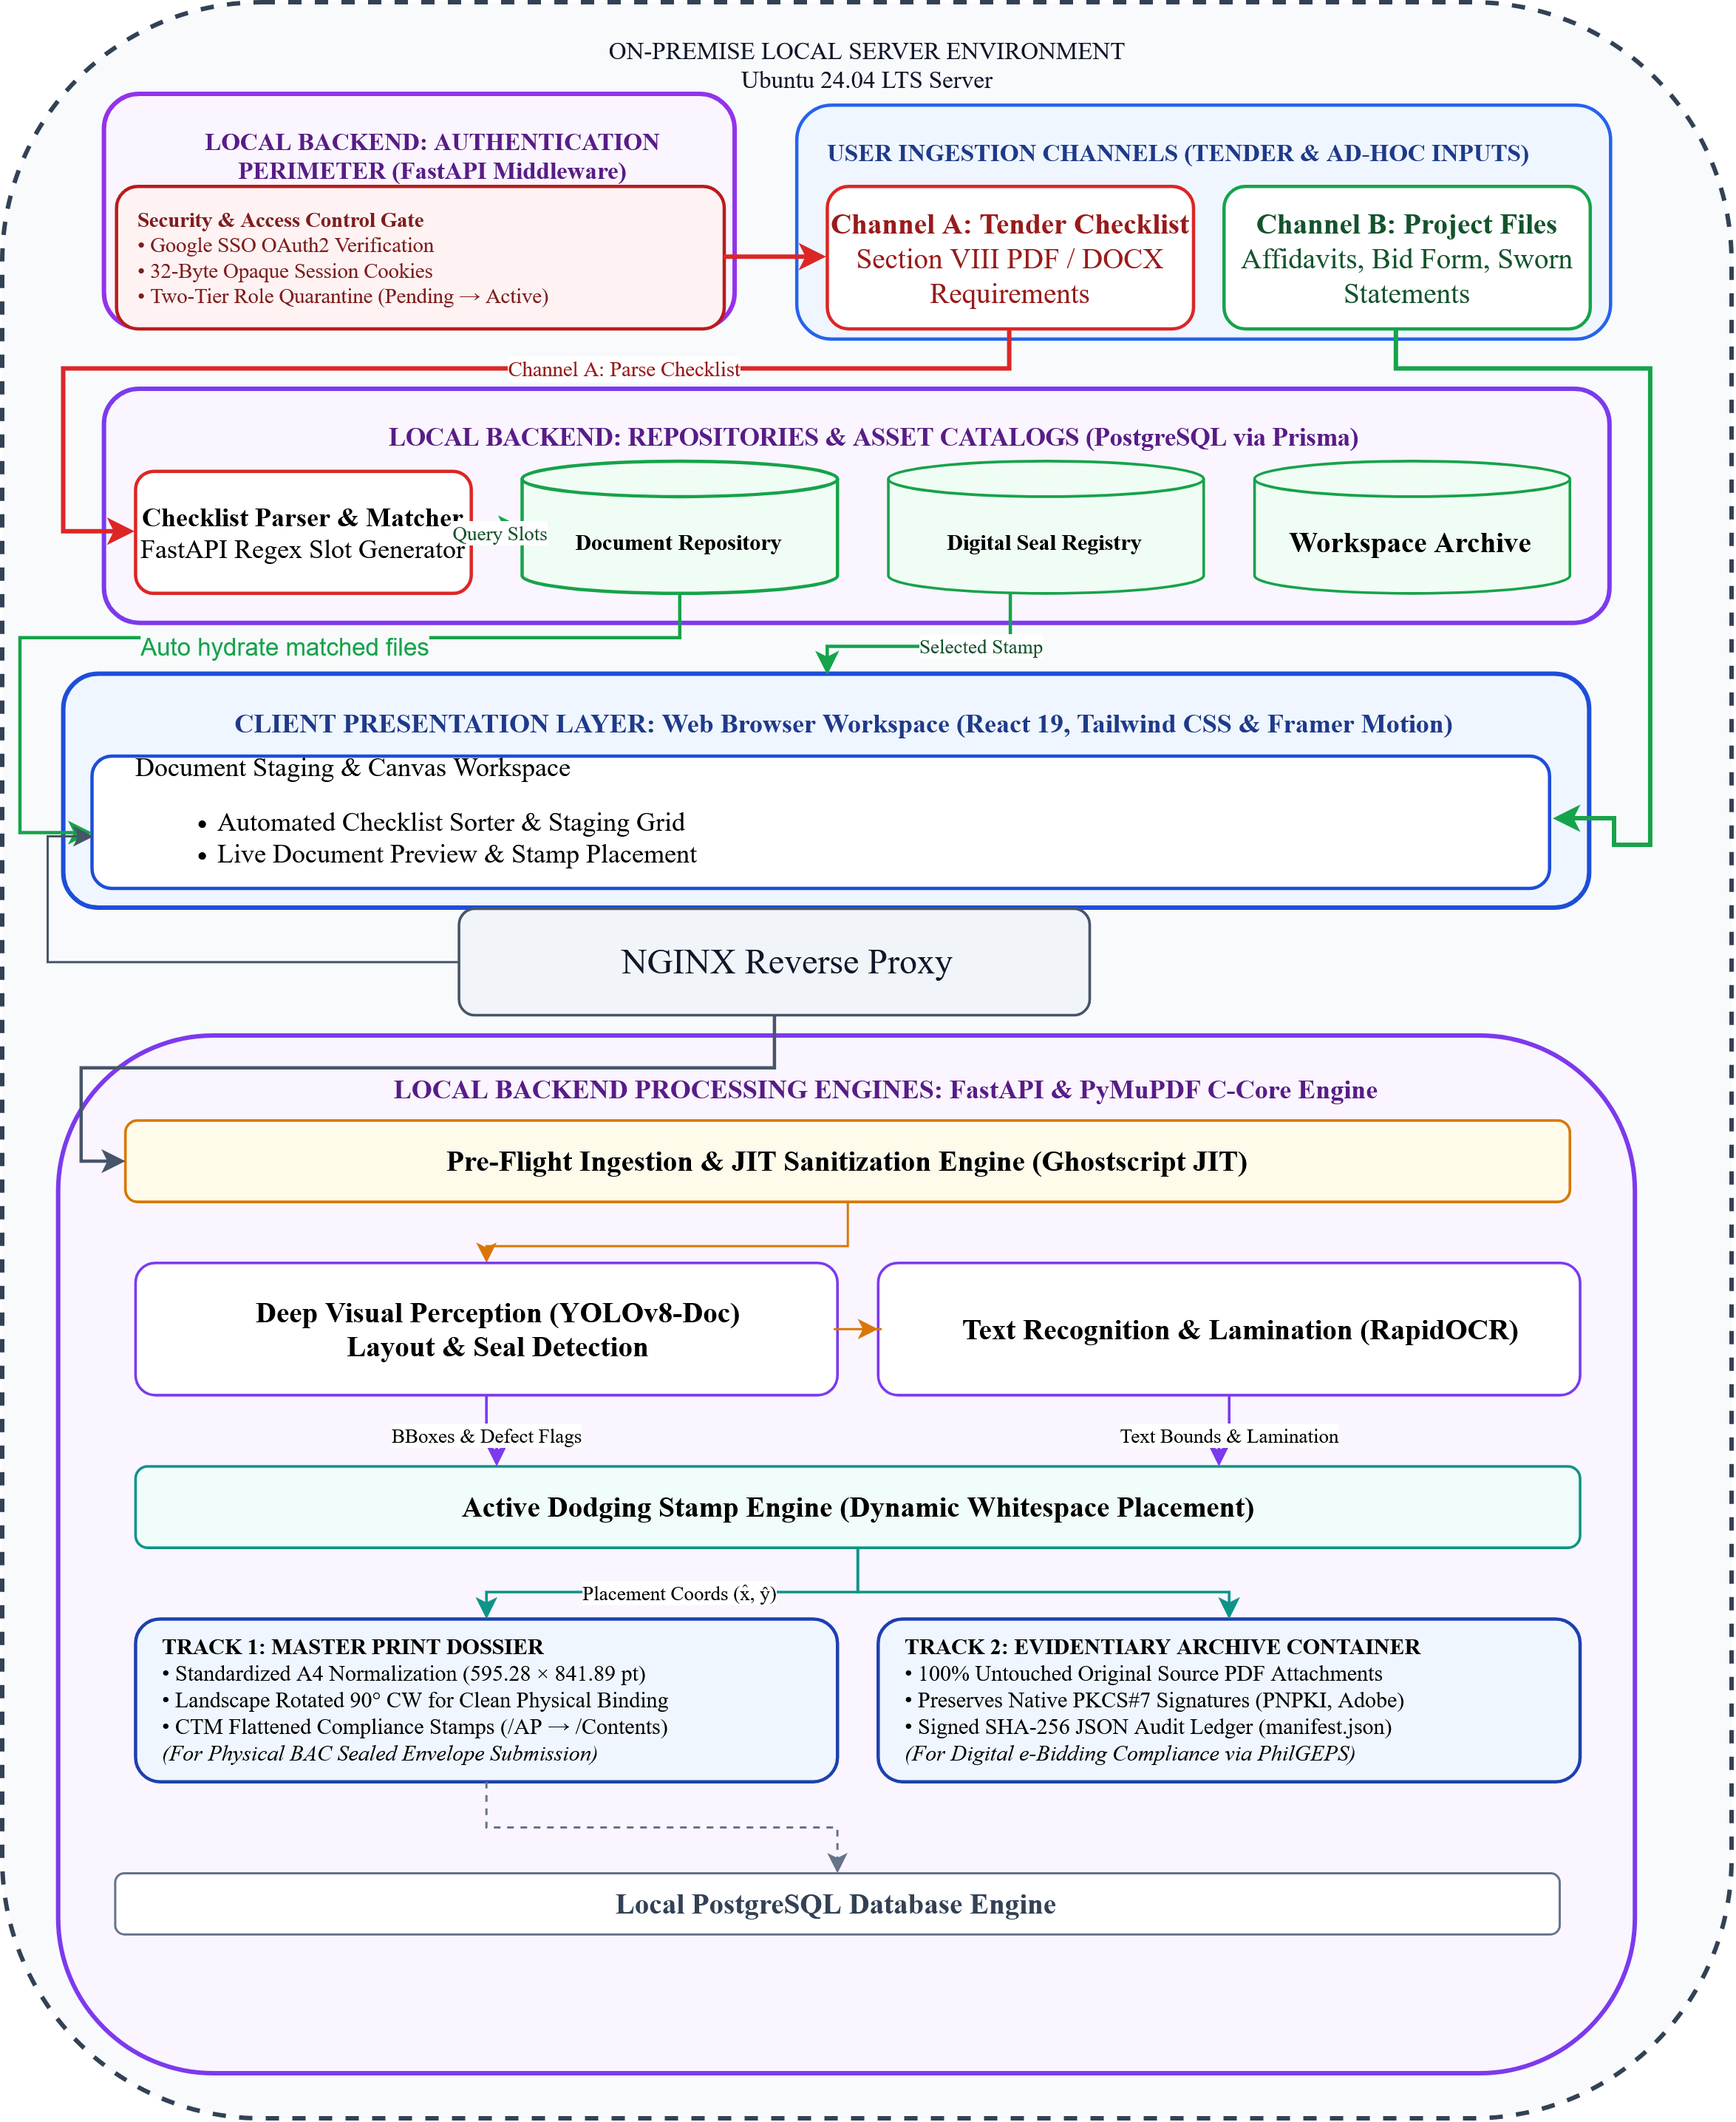 ON-PREMISE LOCAL SERVER ENVIRONMENT
Ubuntu 24.04 LTS Server
LOCAL BACKEND: AUTHENTICATION
PERIMETER (FastAPI Middleware)
Security & Access Control Gate
• Google SSO OAuth2 Verification
• 32-Byte Opaque Session Cookies
• Two-Tier Role Quarantine (Pending → Active)
USER INGESTION CHANNELS (TENDER & AD-HOC INPUTS)
Channel A: Tender Checklist
Section VIII PDF / DOCX
Requirements
Channel B: Project Files
Affidavits, Bid Form, Sworn
Statements
Channel A: Parse Checklist
LOCAL BACKEND: REPOSITORIES & ASSET CATALOGS (PostgreSQL via Prisma)
Checklist Parser & Matcher
FastAPI Regex Slot Generator
Query Slots
Document Repository
Digital Seal Registry
Workspace Archive
Auto hydrate matched files
Selected Stamp
CLIENT PRESENTATION LAYER: Web Browser Workspace (React 19, Tailwind CSS & Framer Motion)
Document Staging & Canvas Workspace
• Automated Checklist Sorter & Staging Grid
• Live Document Preview & Stamp Placement
NGINX Reverse Proxy
LOCAL BACKEND PROCESSING ENGINES: FastAPI & PyMuPDF C-Core Engine
Pre-Flight Ingestion & JIT Sanitization Engine (Ghostscript JIT)
Deep Visual Perception (YOLOv8-Doc)
Layout & Seal Detection
Text Recognition & Lamination (RapidOCR)
BBoxes & Defect Flags
Text Bounds & Lamination
Active Dodging Stamp Engine (Dynamic Whitespace Placement)
Placement Coords (x̂, ŷ)
TRACK 1: MASTER PRINT DOSSIER
• Standardized A4 Normalization (595.28 × 841.89 pt)
• Landscape Rotated 90° CW for Clean Physical Binding
• CTM Flattened Compliance Stamps (/AP → /Contents)
(For Physical BAC Sealed Envelope Submission)
TRACK 2: EVIDENTIARY ARCHIVE CONTAINER
• 100% Untouched Original Source PDF Attachments
• Preserves Native PKCS#7 Signatures (PNPKI, Adobe)
• Signed SHA-256 JSON Audit Ledger (manifest.json)
(For Digital e-Bidding Compliance via PhilGEPS)
Local PostgreSQL Database Engine